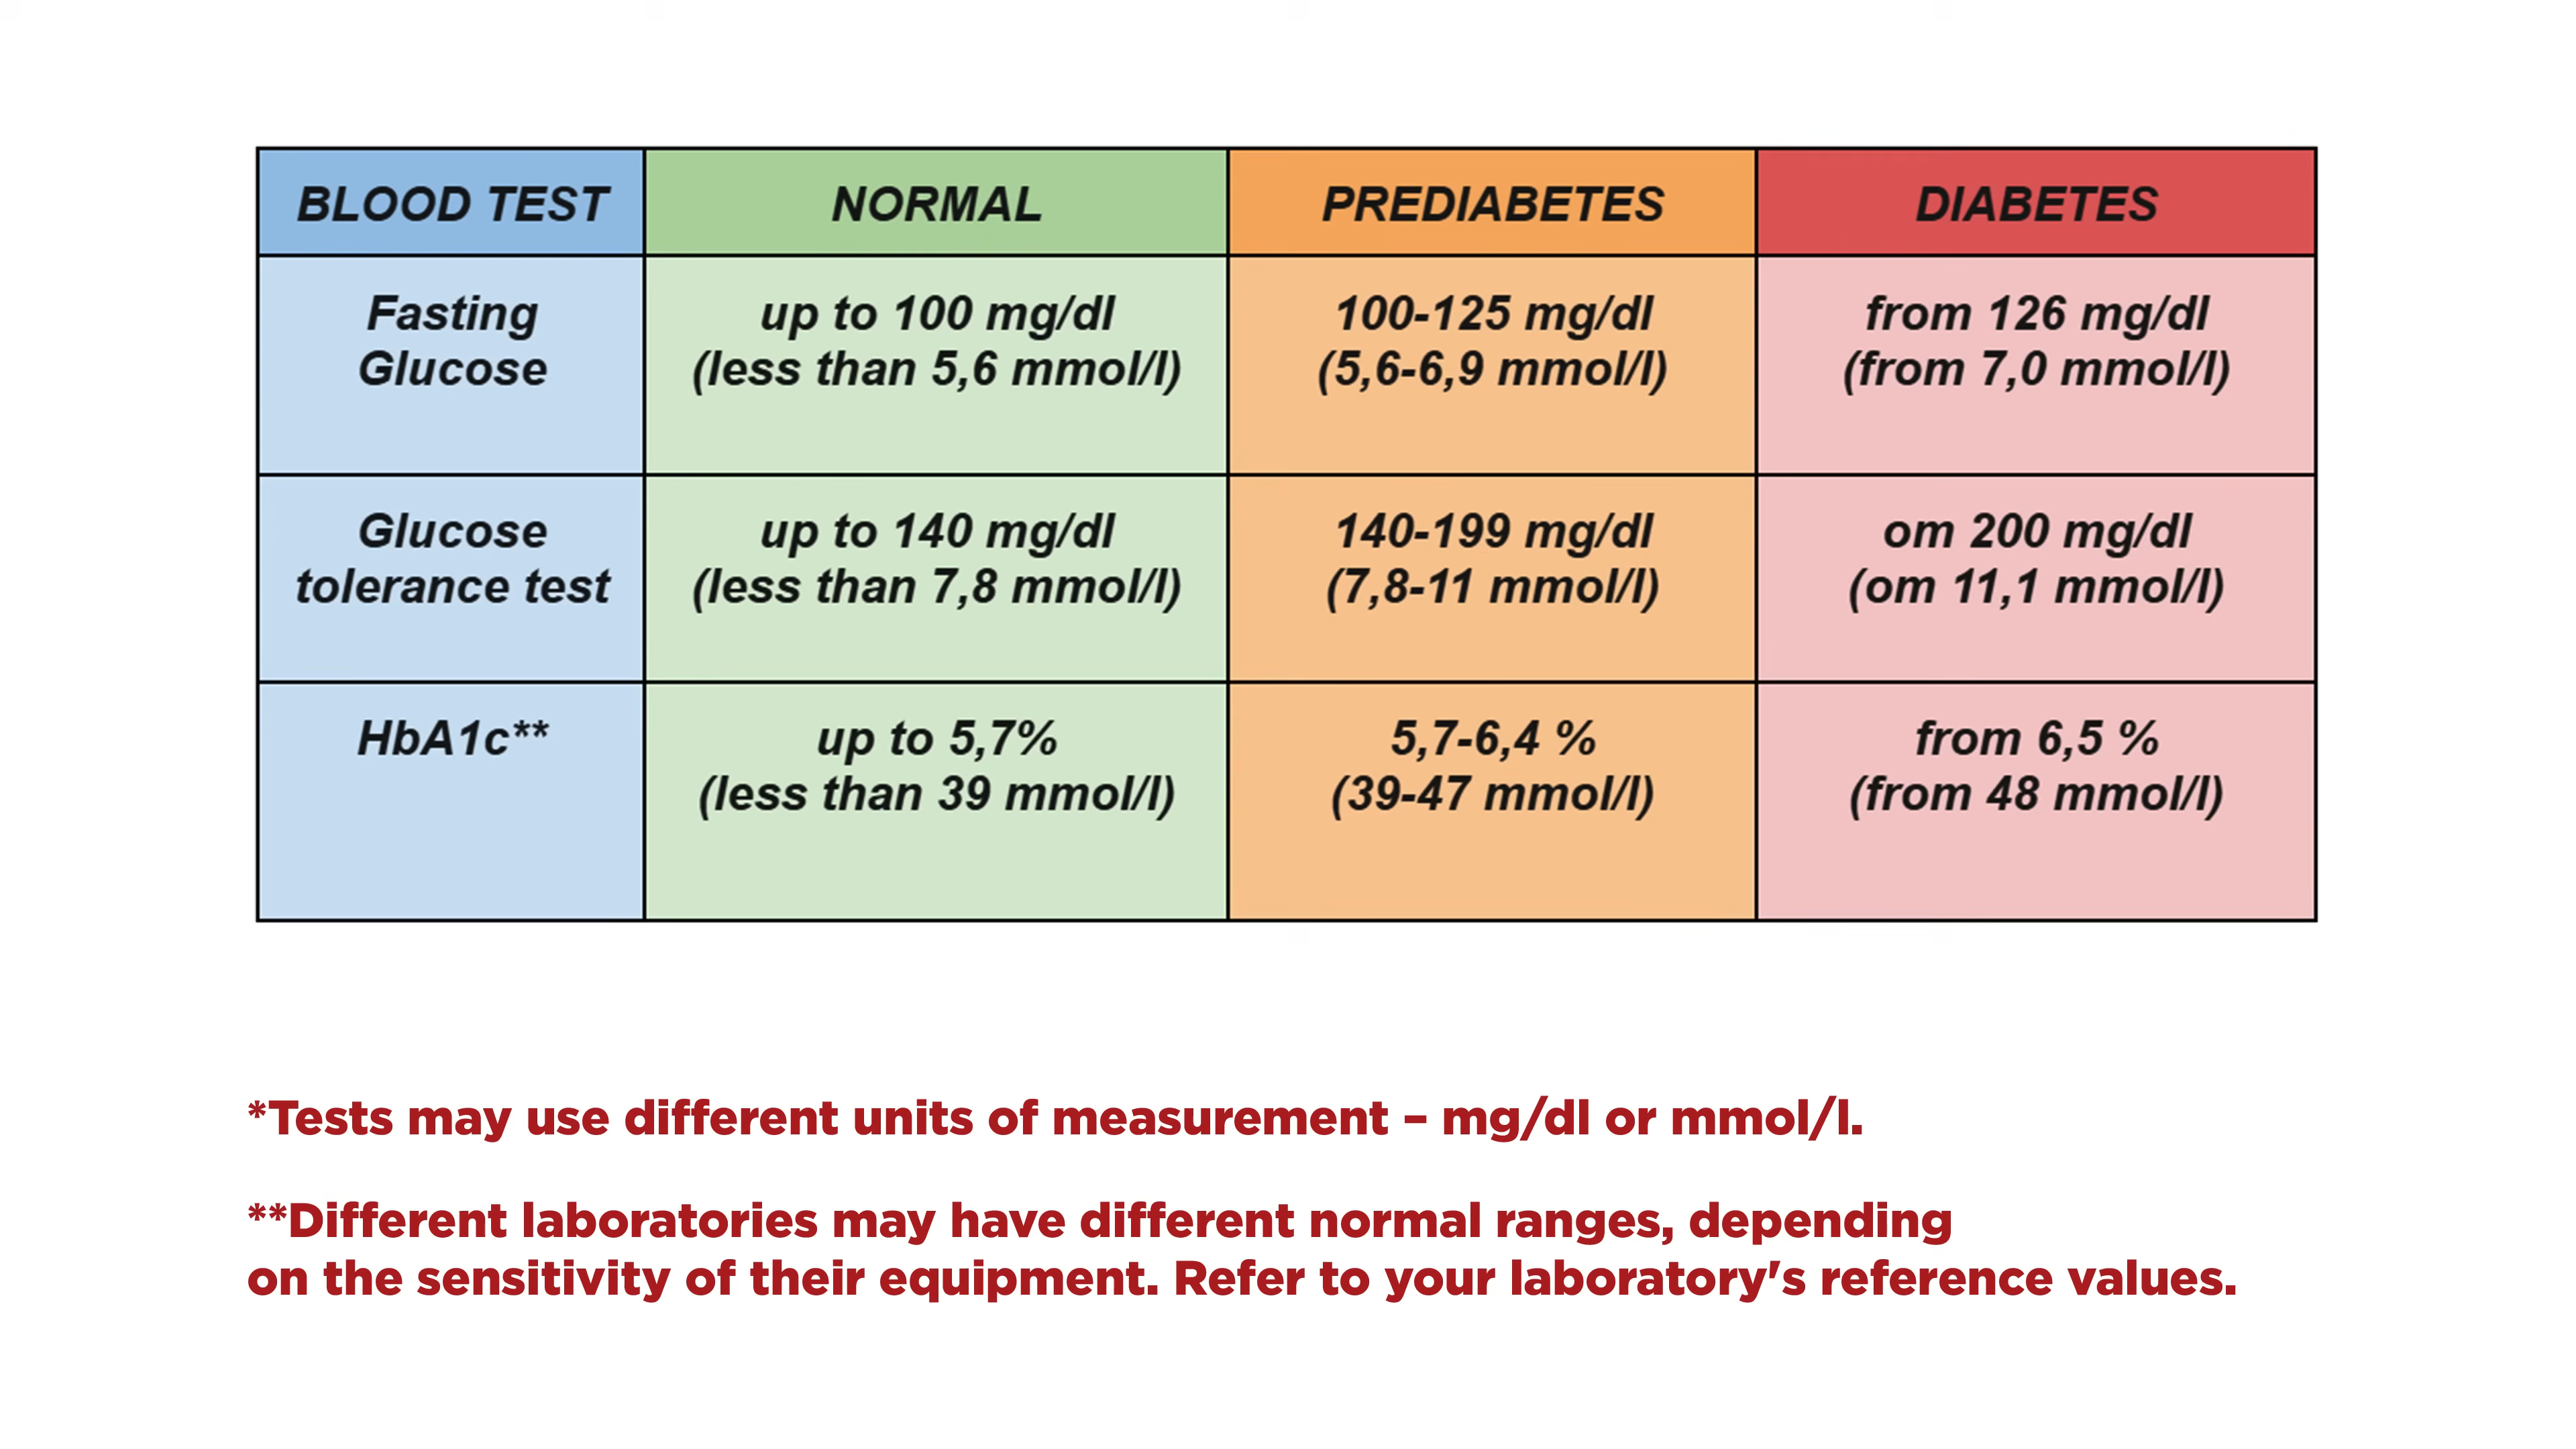 BLOOD TEST NORMAL PREDIABETES DIABETES
Fasting up to 100 mg/dl 100-125 mg/dl from 126 mg/dl
Glucose (less than 5,6 mmol/l) (5,6-6,9 mmol/l) (from 7,0 mmol/l)
Glucose up to 140 mg/dl 140-199 mg/dl om 200 mg/dl
tolerance test (less than 7,8 mmol/l) (7,8-11 mmol/l) (om 11,1 mmol/l)
HbA1c** up to 5,7% 5,7-6,4 % from 6,5 %
(less than 39 mmol/l) (39-47 mmol/l) (from 48 mmol/l)
*Tests may use different units of measurement – mg/dl or mmol/l.
**Different laboratories may have different normal ranges, depending
on the sensitivity of their equipment. Refer to your laboratory's reference values.